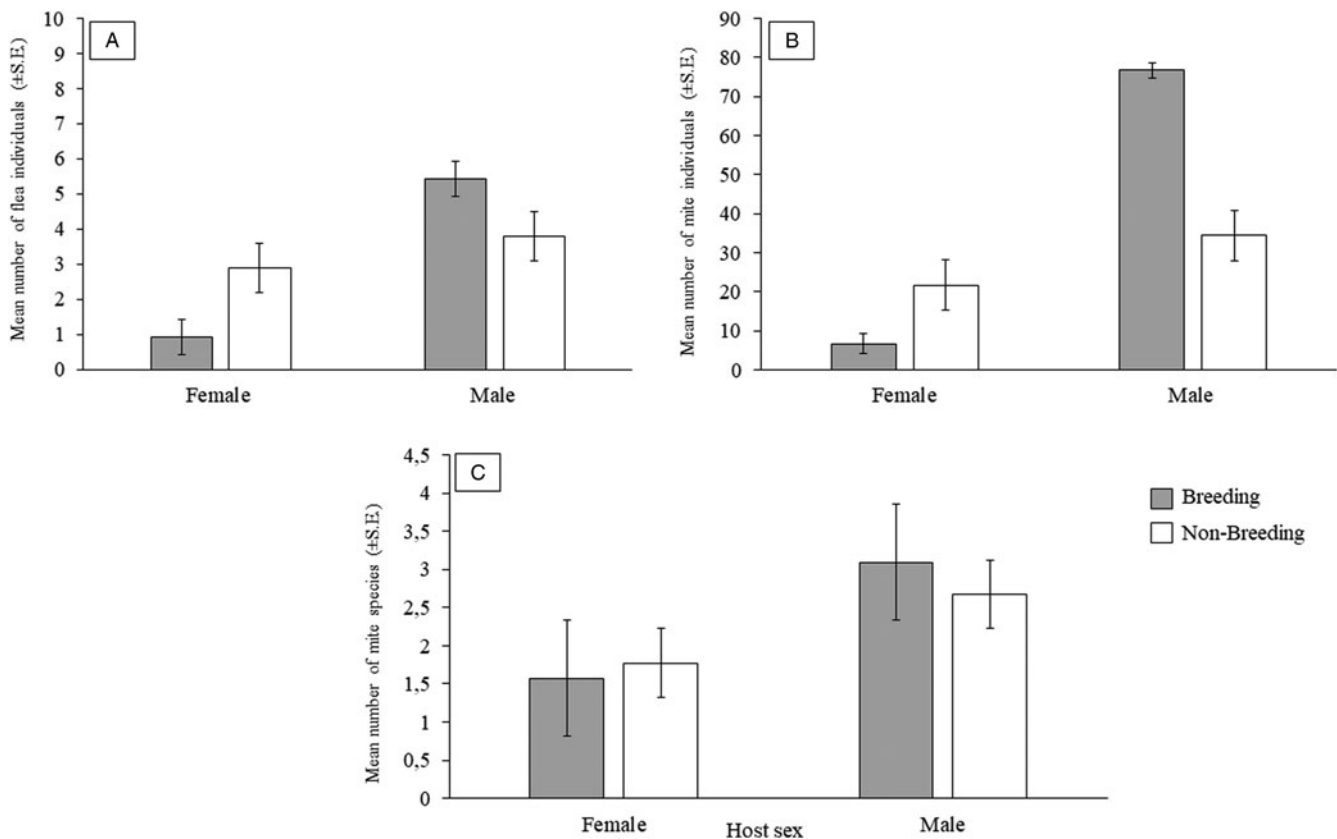 A
Mean number of flea individuals (±S.E.)
10
9
8
7
6
5
4
3
2
1
0
Female
Male
B
Mean number of mite individuals (±S.E.)
90
80
70
60
50
40
30
20
10
0
Female
Male
C
Mean number of mite species (±S.E.)
4,5
4
3,5
3
2,5
2
1,5
1
0,5
0
Female
Host sex
Male
Breeding
Non-Breeding